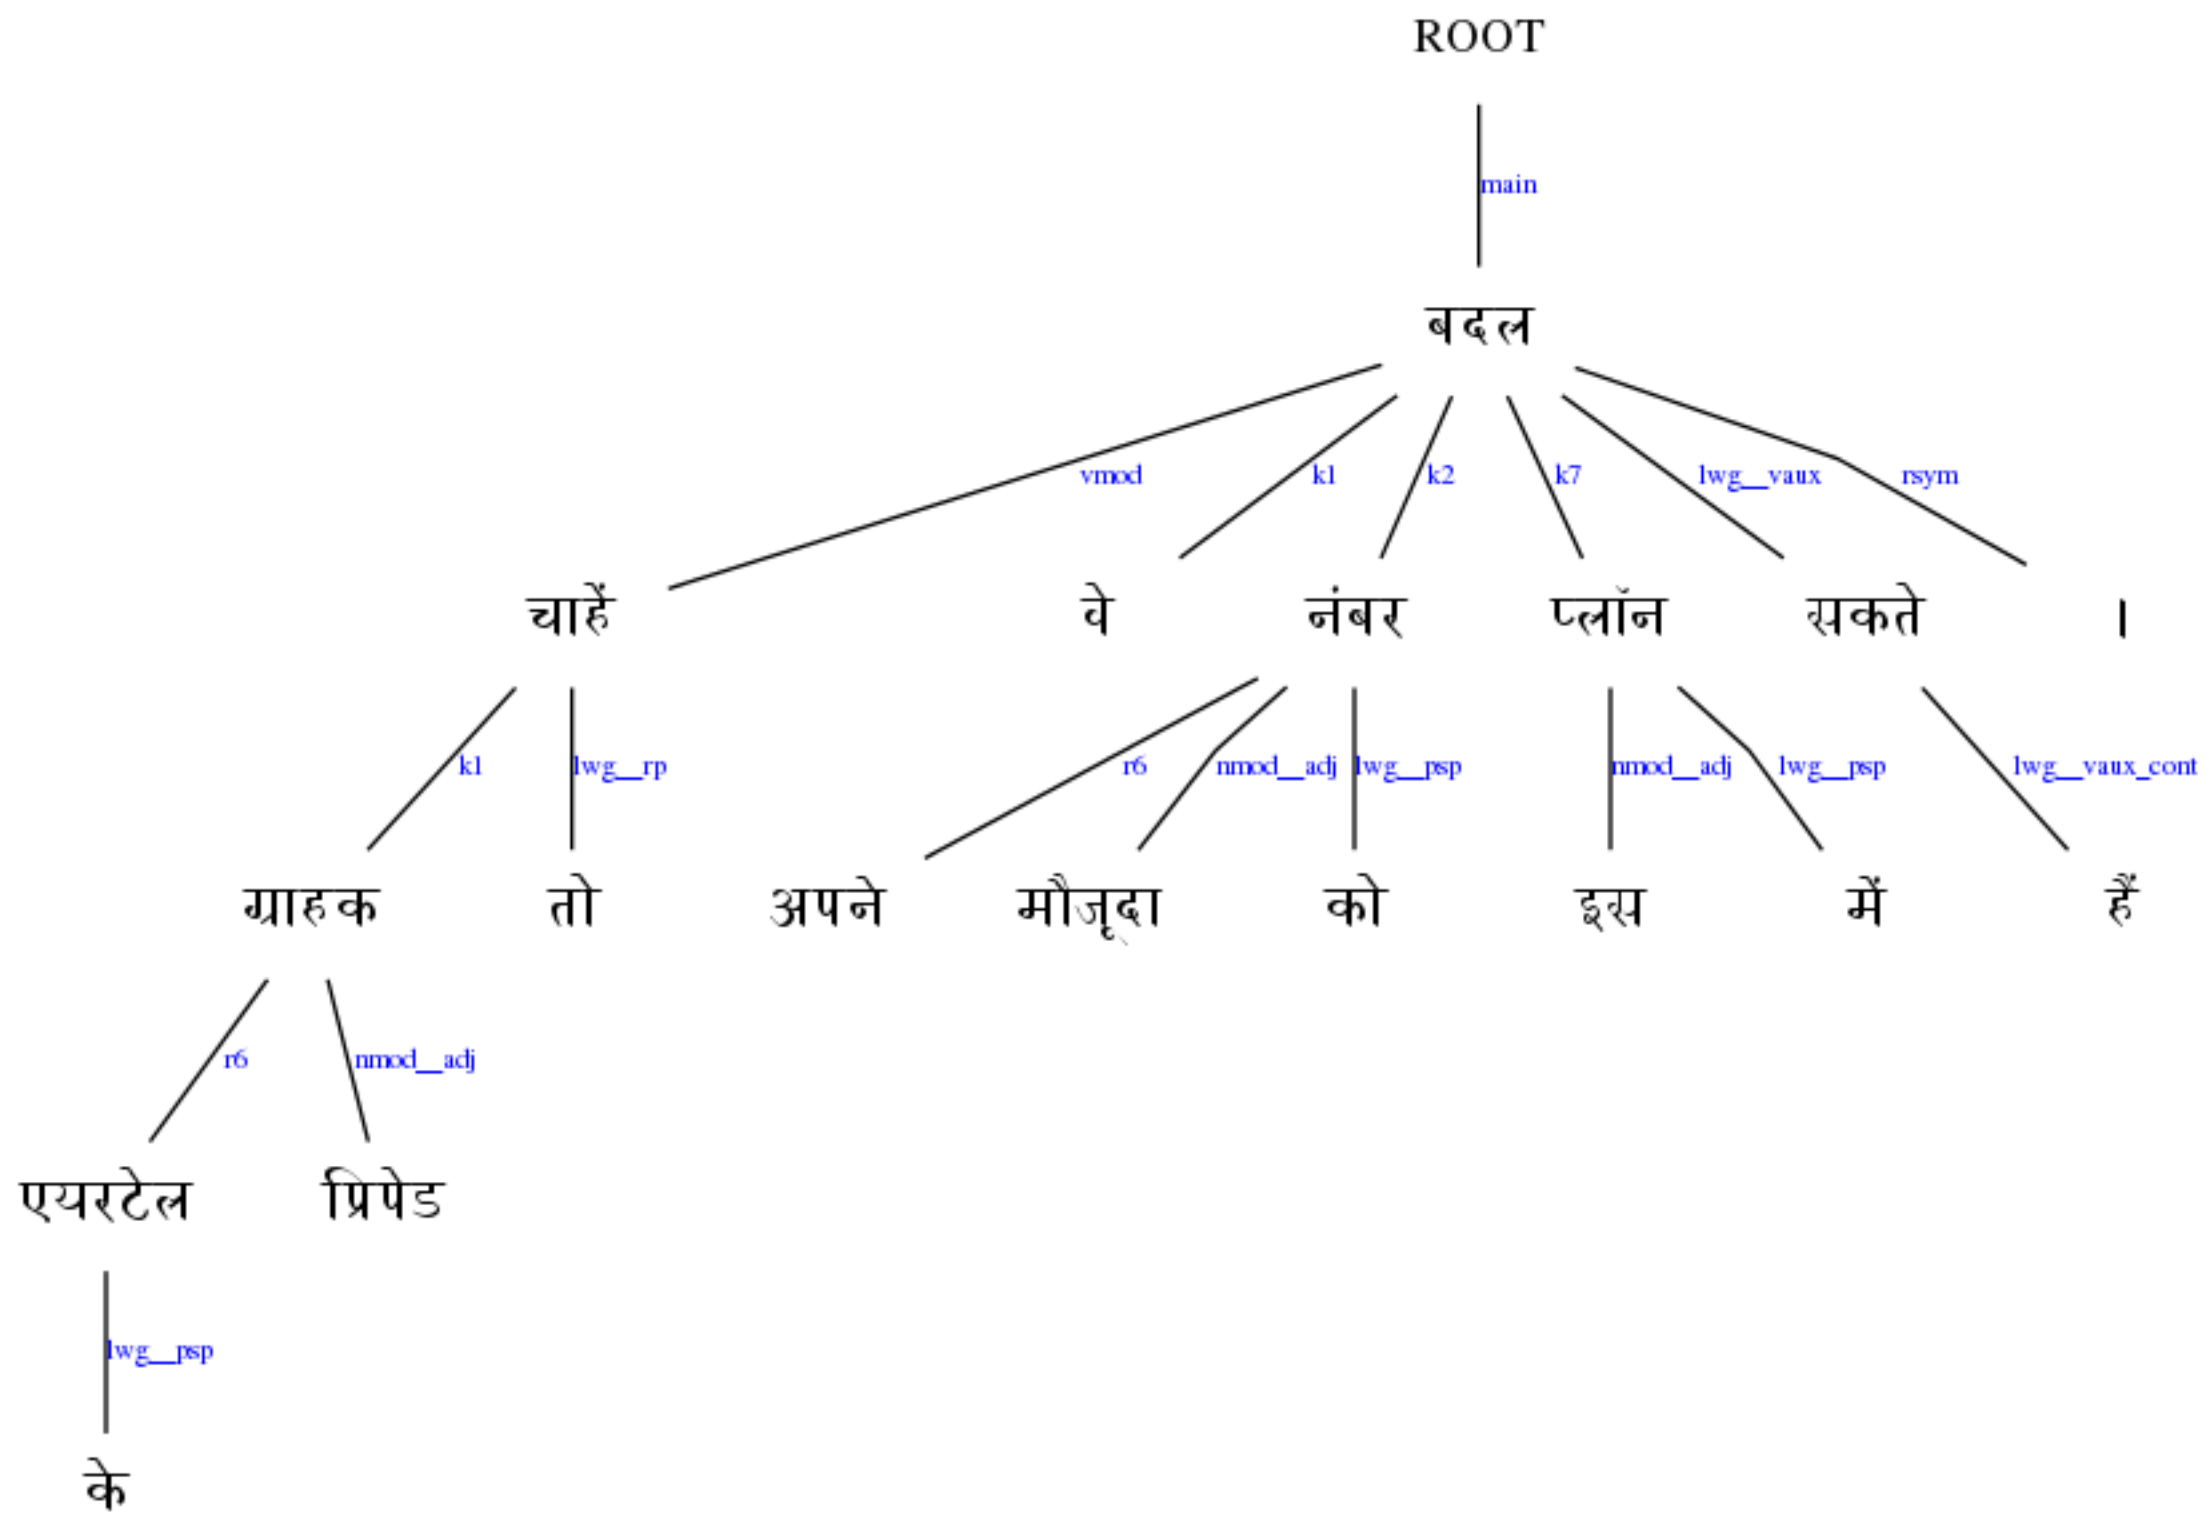 ROOT
main
बदल
vmod k1 k2 k7 lwg__vaux rsym
चाहें वे नंबर प्लॉन सकते ।
k1 lwg__rp r6 nmod__adj lwg__psp nmod__adj lwg__psp lwg__vaux_cont
ग्राहक तो अपने मौजूदा को इस में हैं
r6 nmod__adj
एयरटेल प्रिपेड
lwg__psp
के